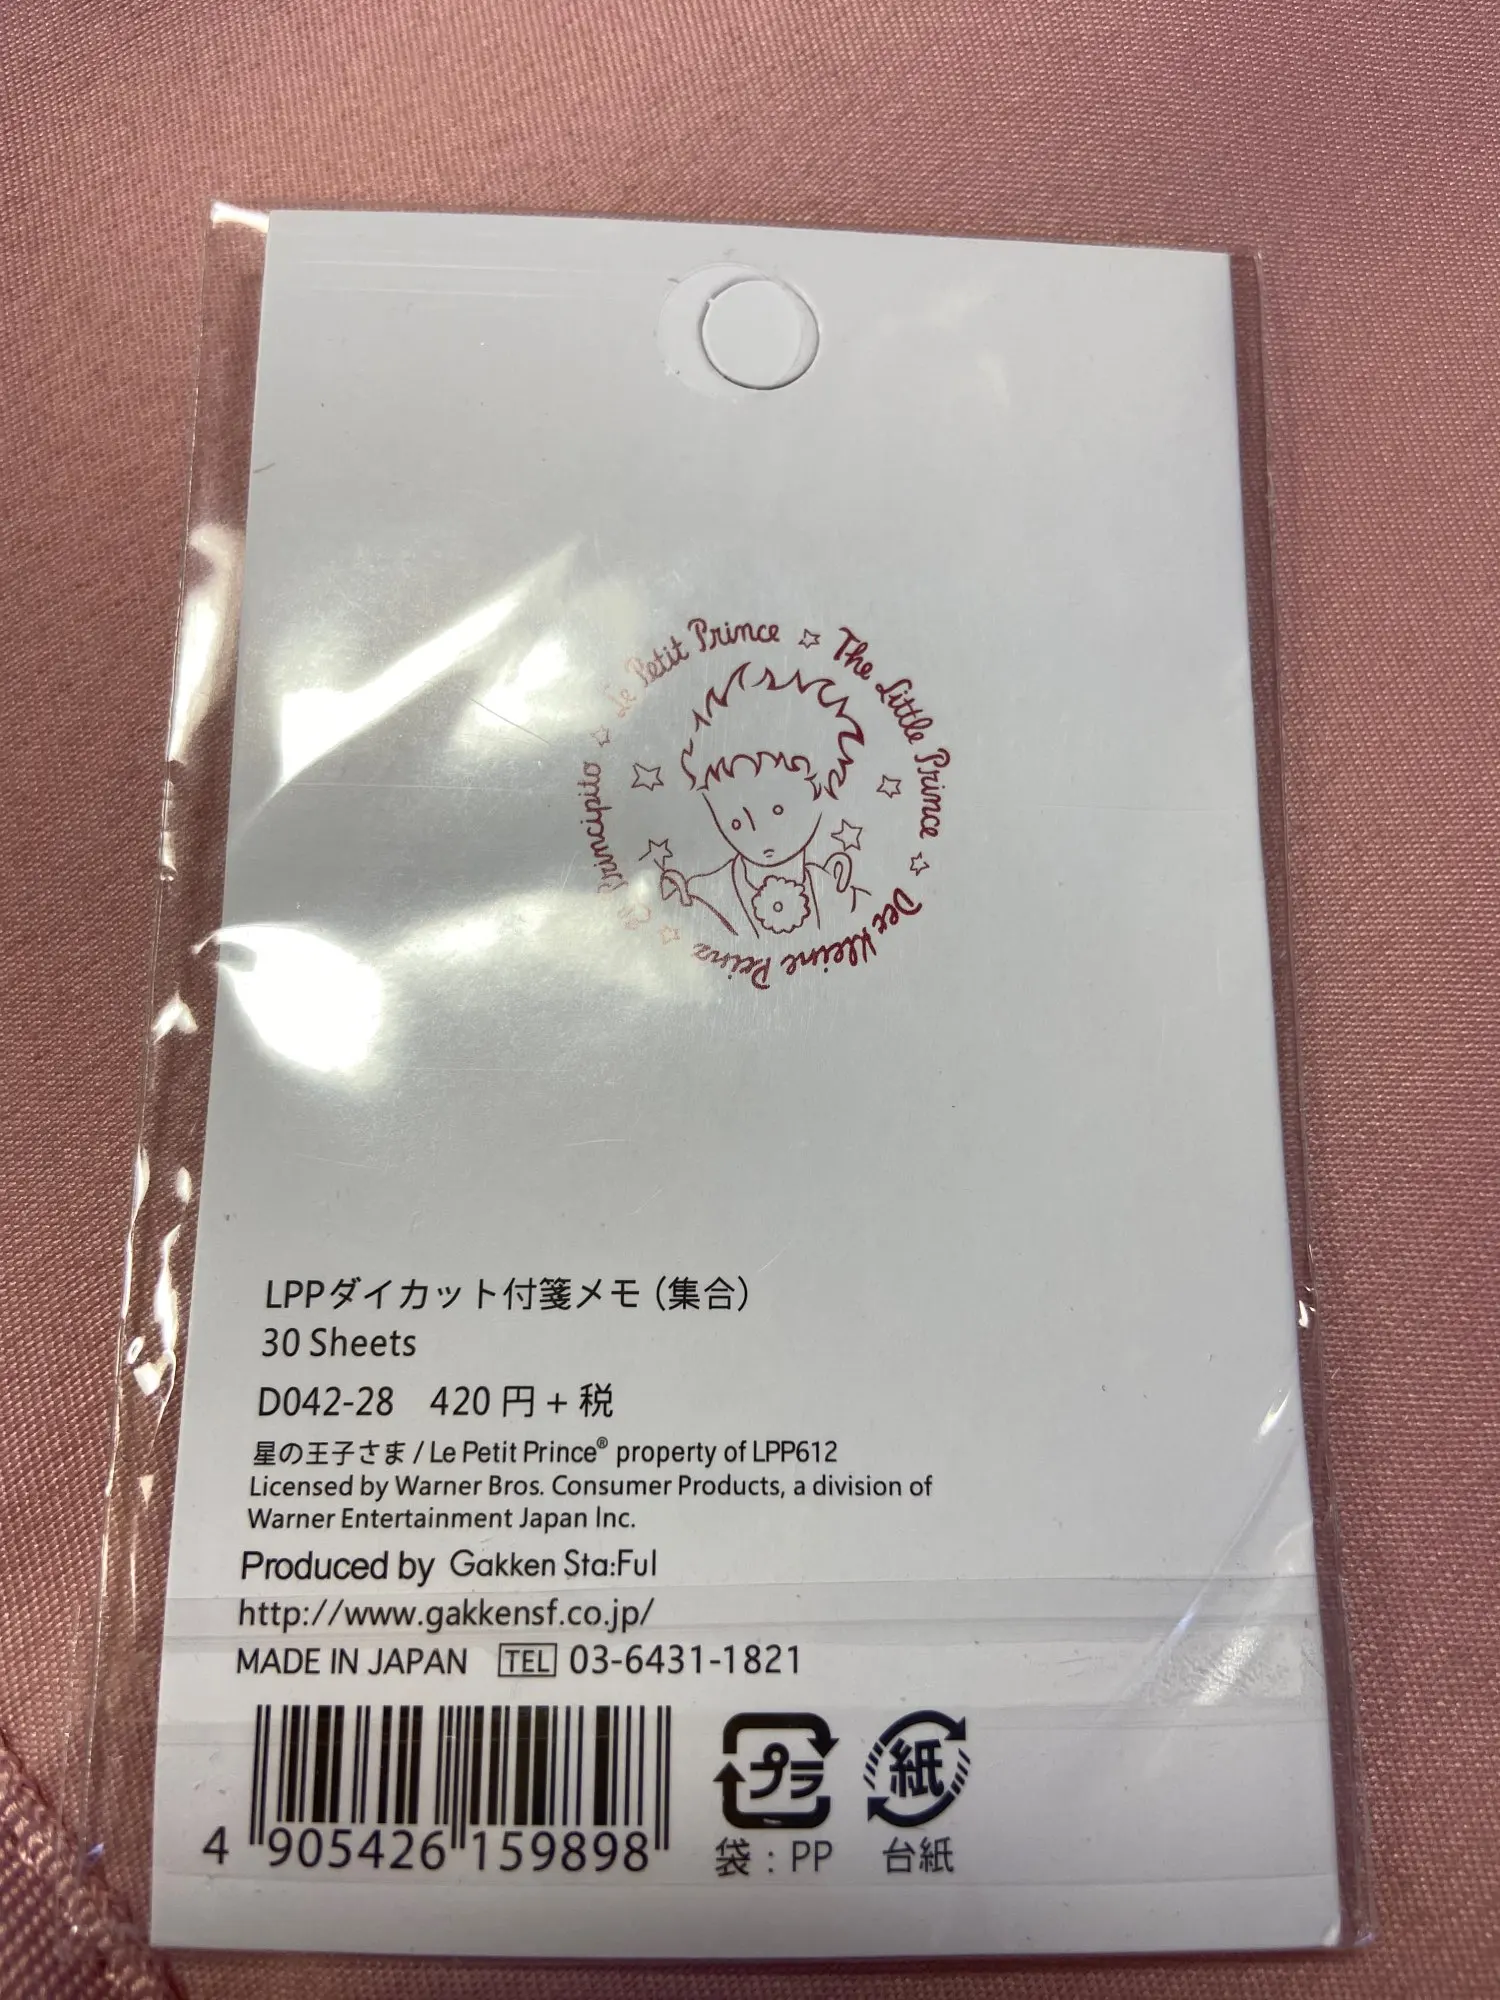 Le Petit Prince ☆ The Little Prince ☆ Der Kleine Prinz ☆ El Principito ☆
LPPダイカット付箋メモ（集合）
30 Sheets
D042-28 420円+税
星の王子さま / Le Petit Prince® property of LPP612
Licensed by Warner Bros. Consumer Products, a division of
Warner Entertainment Japan Inc.
Produced by Gakken Sta:Ful
http://www.gakkensf.co.jp/
MADE IN JAPAN TEL 03-6431-1821
プラ 紙
4 905426 159898
袋：PP 台紙